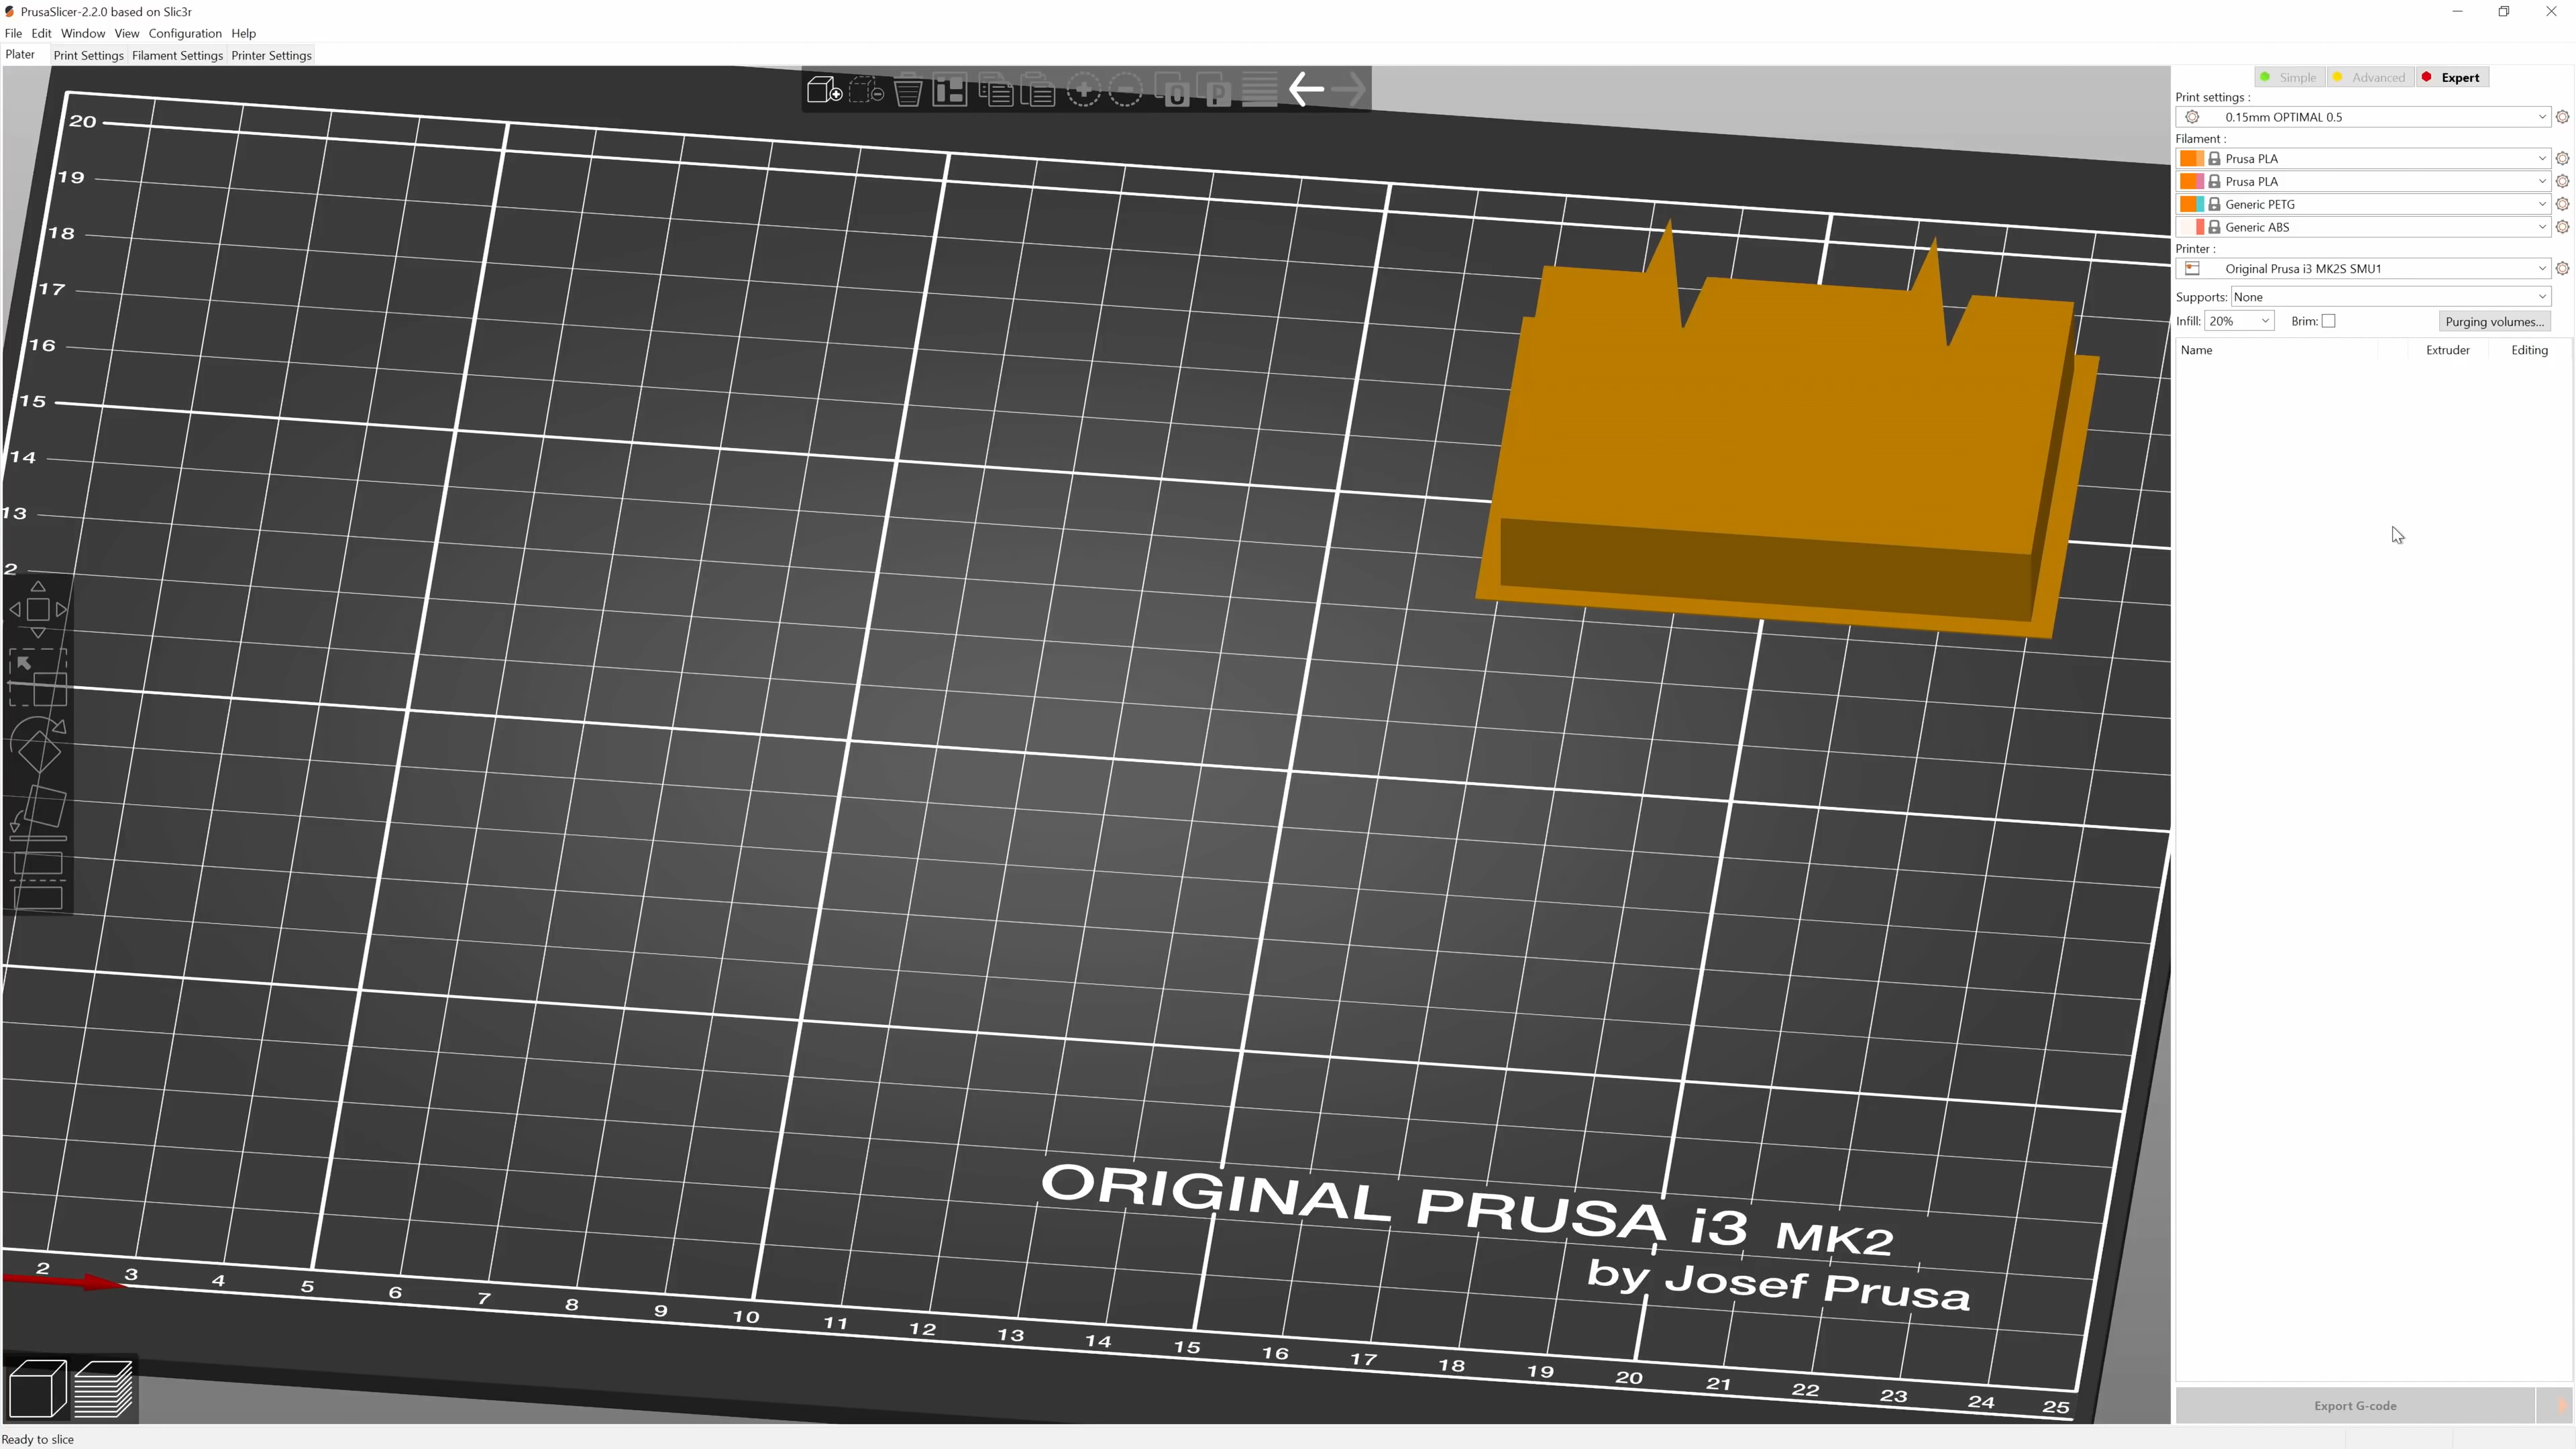 PrusaSlicer-2.2.0 based on Slic3r
File Edit Window View Configuration Help
Plater Print Settings Filament Settings Printer Settings
Simple Advanced Expert
Print settings :
0.15mm OPTIMAL 0.5
Filament :
Prusa PLA
Prusa PLA
Generic PETG
Generic ABS
Printer :
Original Prusa i3 MK2S SMU1
Supports: None
Infill: 20% Brim: Purging volumes...
Name Extruder Editing
20
19
18
17
16
15
14
13
2
ORIGINAL PRUSA i3 MK2
by Josef Prusa
2 3 4 5 6 7 8 9 10 11 12 13 14 15 16 17 18 19 20 21 22 23 24 25
Export G-code
Ready to slice